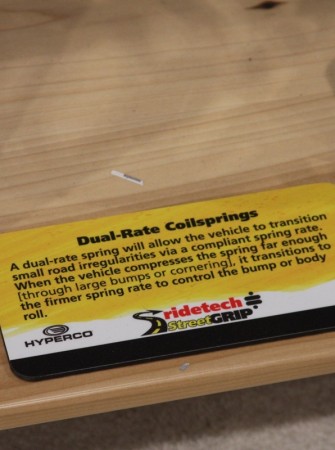 Dual-Rate Coilsprings
A dual-rate spring will allow the vehicle to transition
small road irregularities via a compliant spring rate.
When the vehicle compresses the spring far enough
[through large bumps or cornering], it transitions to
the firmer spring rate to control the bump or body
roll.
HYPERCO
ridetech
StreetGRIP